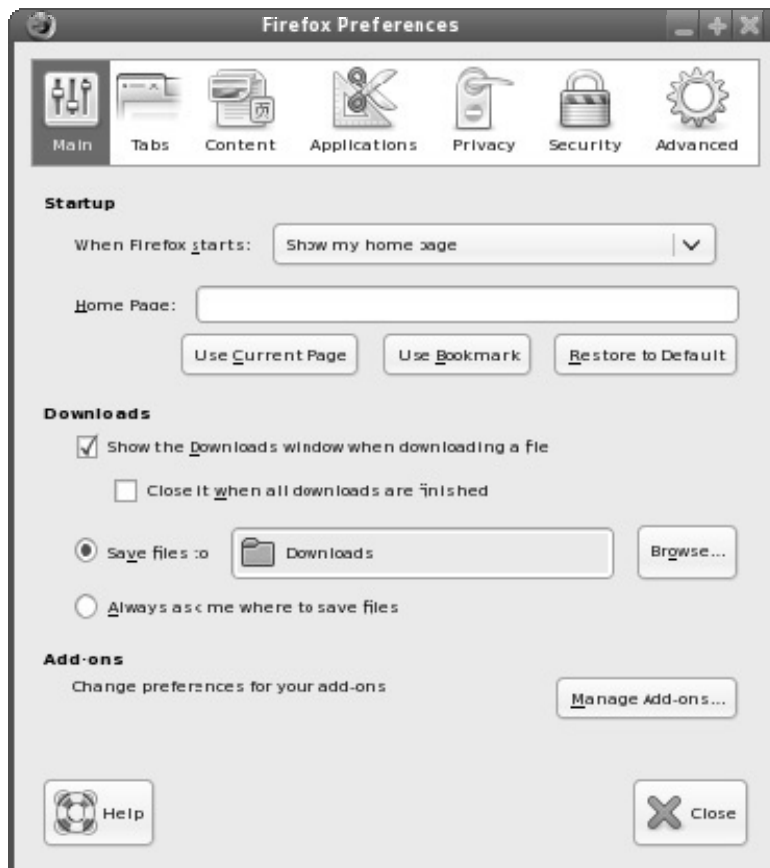 Firefox Preferences
Main Tabs Content Applications Privacy Security Advanced
Startup
When Firefox starts: Show my home page
Home Page:
Use Current Page Use Bookmark Restore to Default
Downloads
Show the Downloads window when downloading a file
Close it when all downloads are finished
Save files to Downloads Browse...
Always ask me where to save files
Add-ons
Change preferences for your add-ons
Manage Add-ons...
Help Close